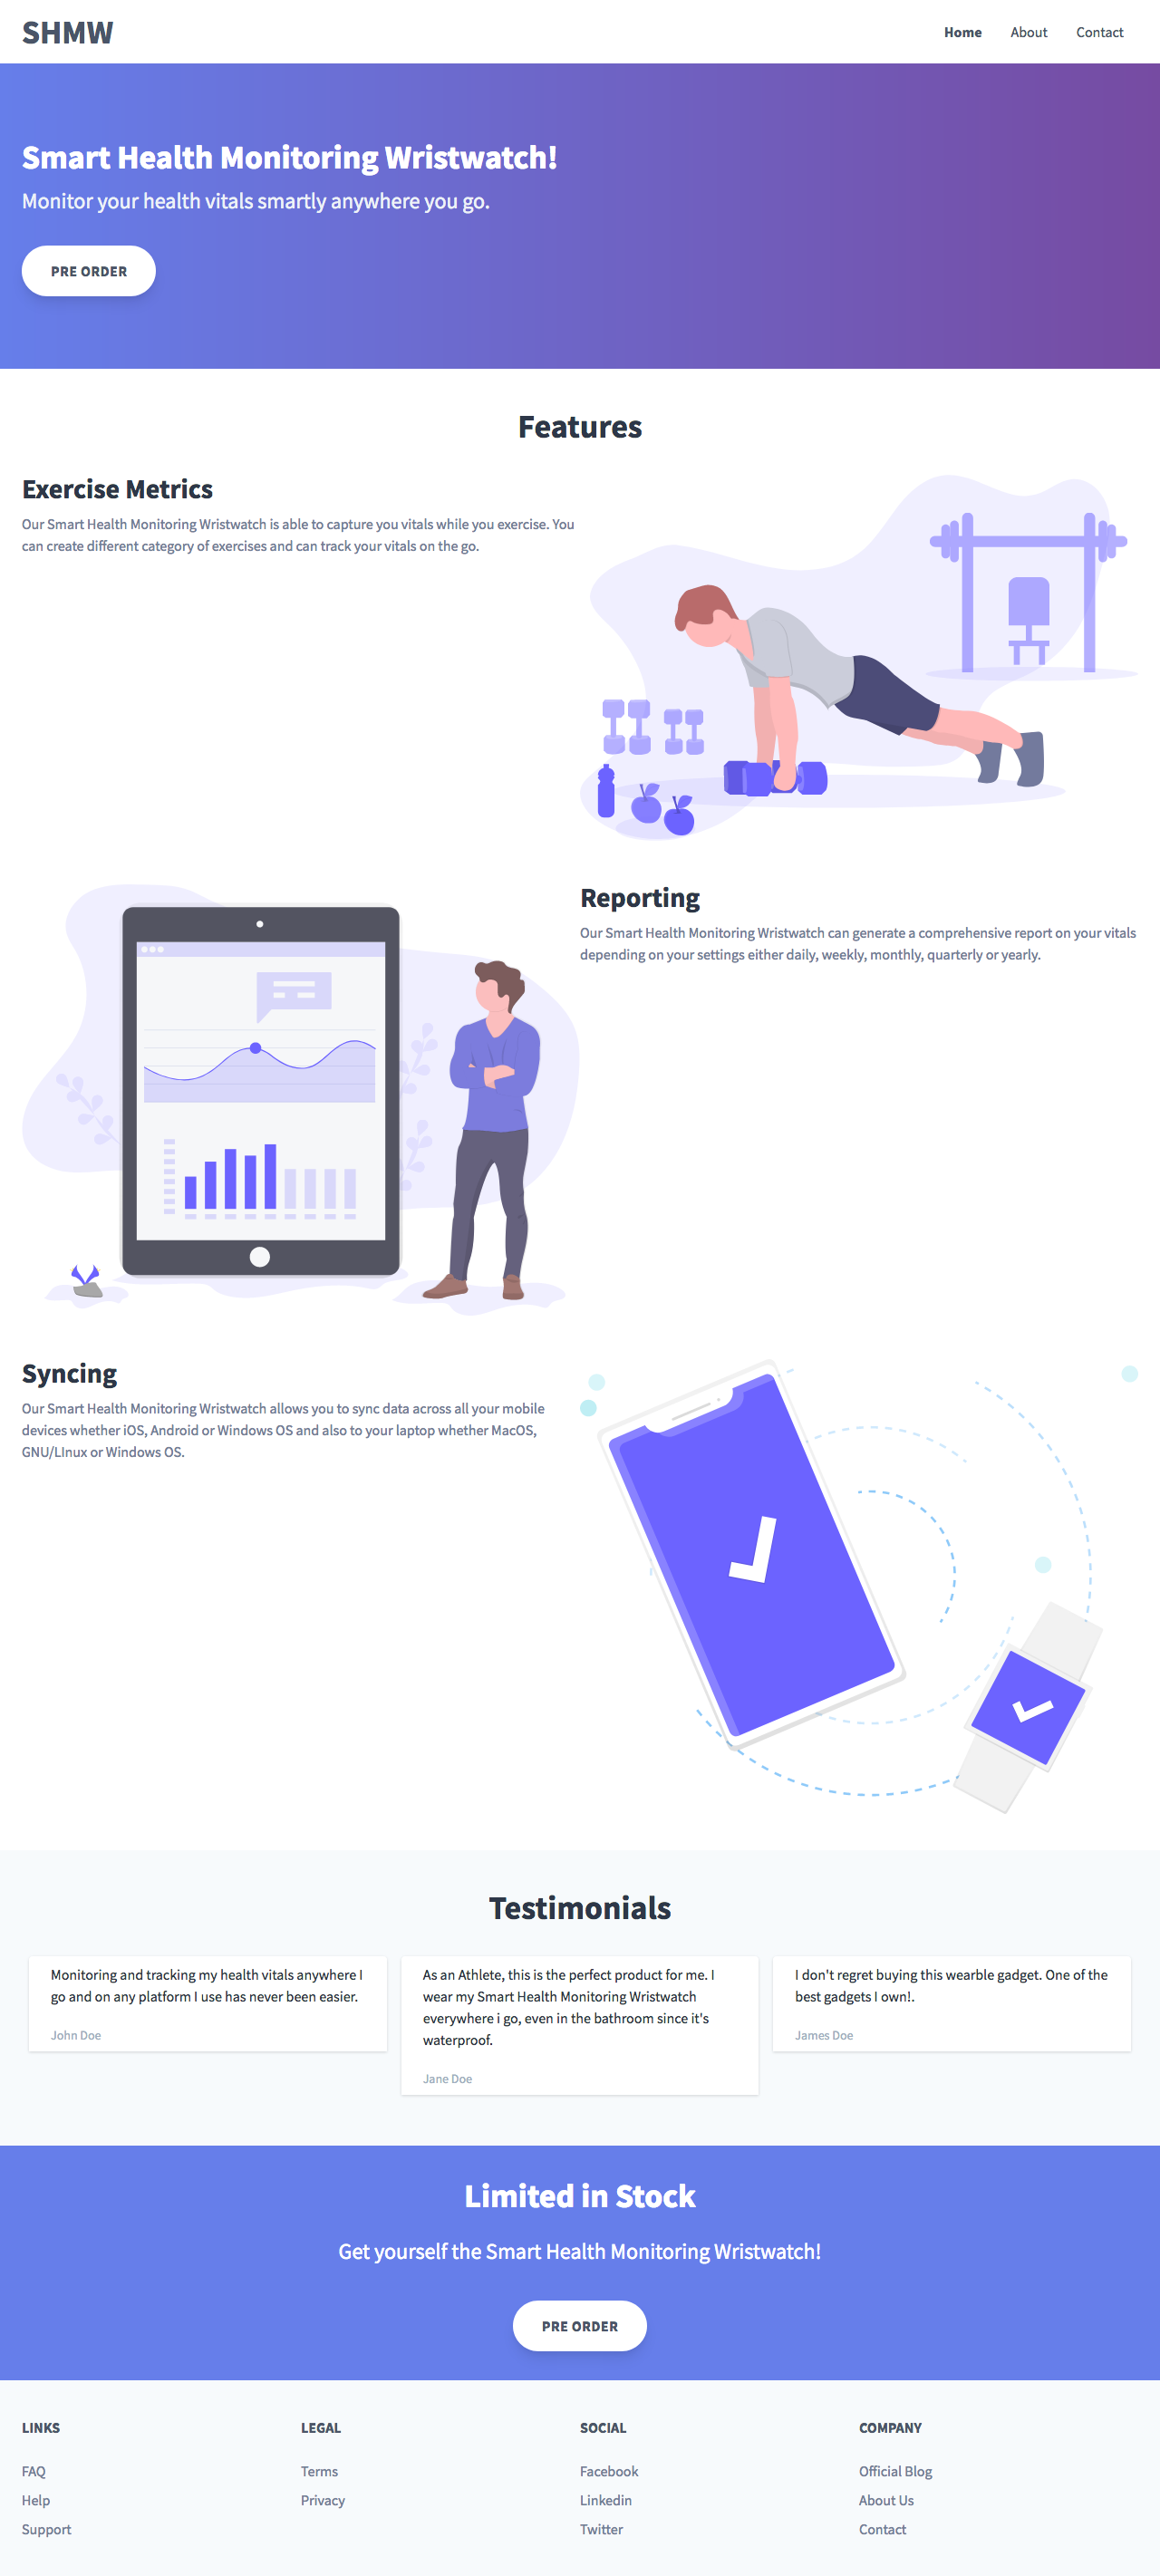 SHMW
Home
About
Contact
Smart Health Monitoring Wristwatch!
Monitor your health vitals smartly anywhere you go.
PRE ORDER
Features
Exercise Metrics
Our Smart Health Monitoring Wristwatch is able to capture you vitals while you exercise. You
can create different category of exercises and can track your vitals on the go.
Reporting
Our Smart Health Monitoring Wristwatch can generate a comprehensive report on your vitals
depending on your settings either daily, weekly, monthly, quarterly or yearly.
Syncing
Our Smart Health Monitoring Wristwatch allows you to sync data across all your mobile
devices whether iOS, Android or Windows OS and also to your laptop whether MacOS,
GNU/LInux or Windows OS.
Testimonials
Monitoring and tracking my health vitals anywhere I
go and on any platform I use has never been easier.
John Doe
As an Athlete, this is the perfect product for me. I
wear my Smart Health Monitoring Wristwatch
everywhere i go, even in the bathroom since it's
waterproof.
Jane Doe
I don't regret buying this wearble gadget. One of the
best gadgets I own!.
James Doe
Limited in Stock
Get yourself the Smart Health Monitoring Wristwatch!
PRE ORDER
LINKS
FAQ
Help
Support
LEGAL
Terms
Privacy
SOCIAL
Facebook
Linkedin
Twitter
COMPANY
Official Blog
About Us
Contact